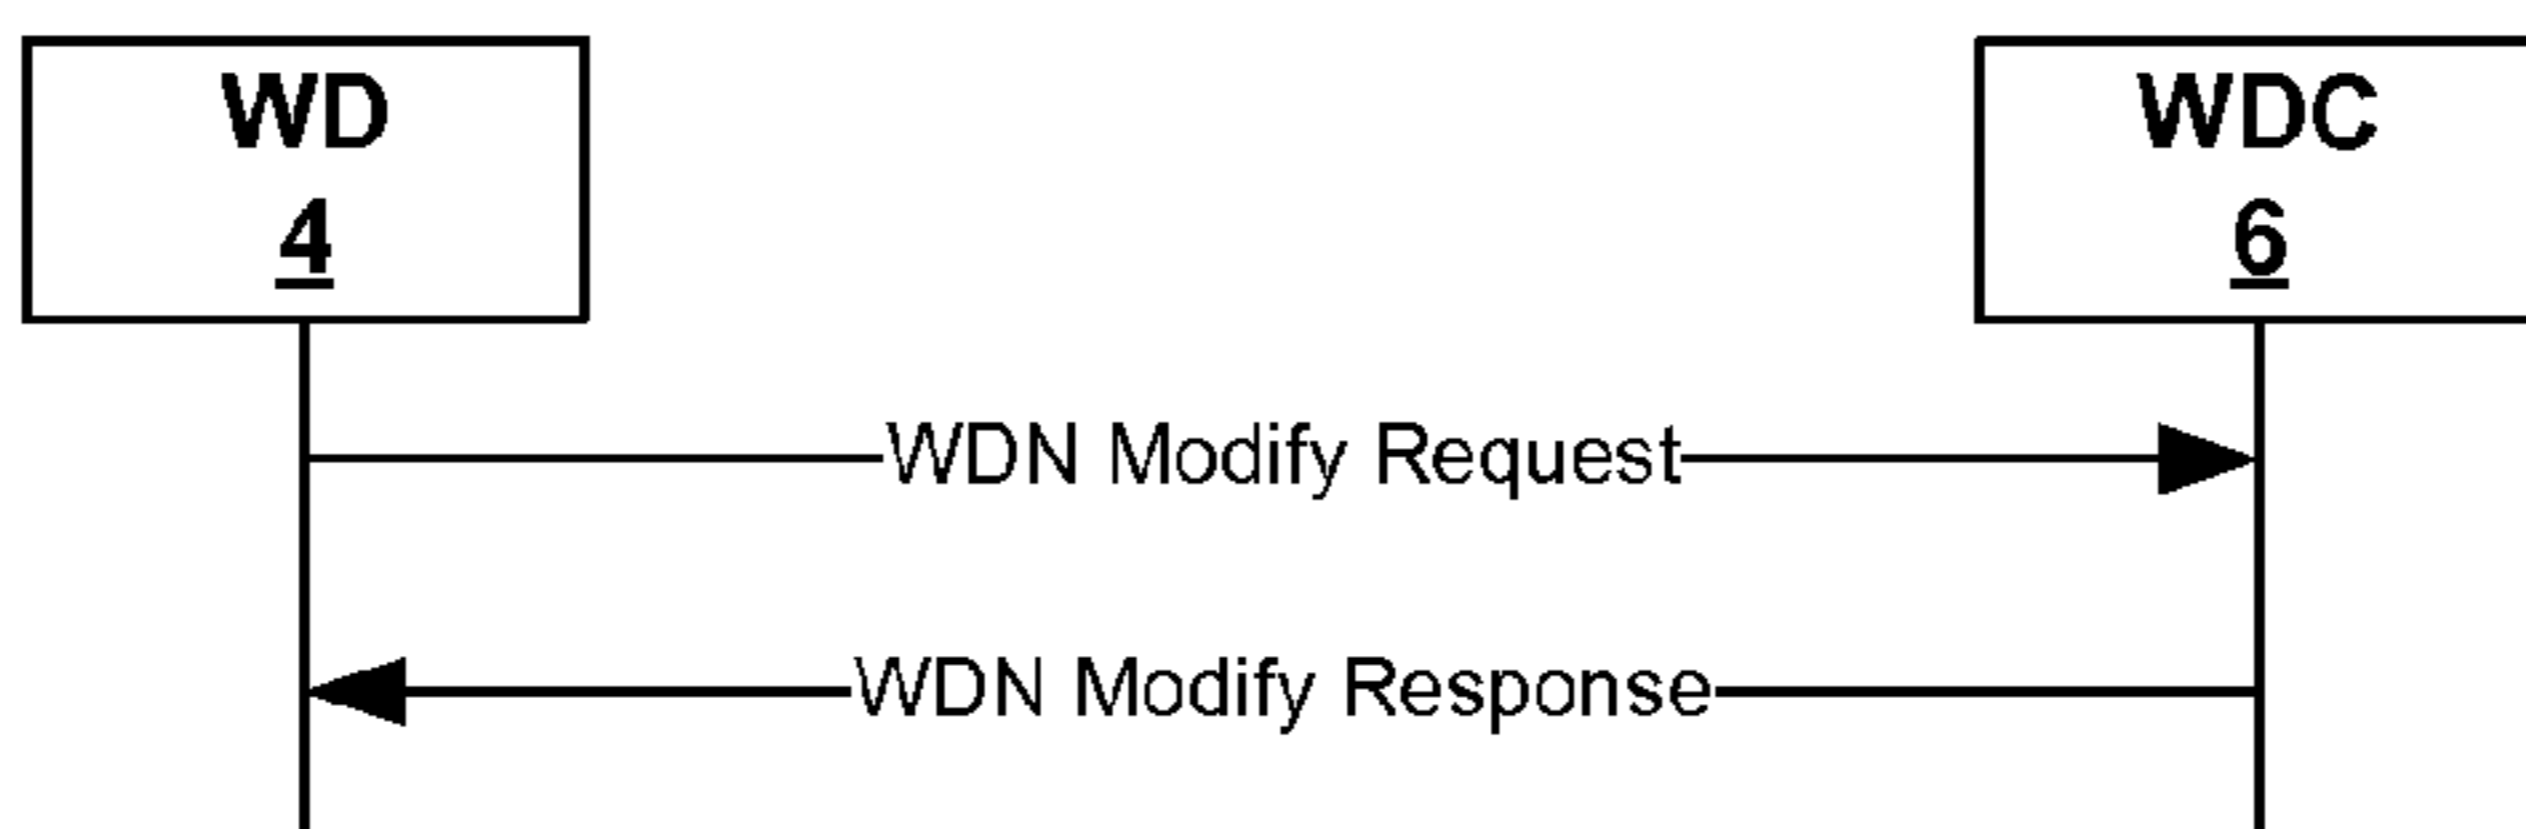 WD
4
WDC
6
WDN Modify Request
WDN Modify Response